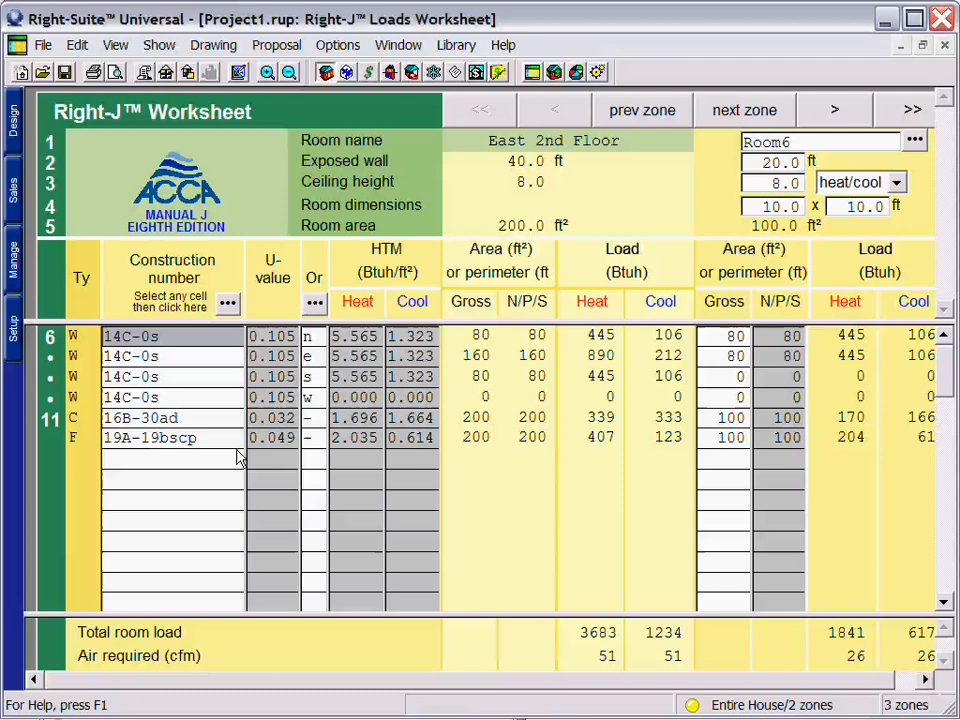 Right-Suite™ Universal - [Project1.rup: Right-J™ Loads Worksheet]
File Edit View Show Drawing Proposal Options Window Library Help
Design
Sales
Manage
Setup
Right-J™ Worksheet << < prev zone next zone > >>
1 Room name East 2nd Floor Room6
2 Exposed wall 40.0 ft 20.0 ft
3 Ceiling height 8.0 8.0 heat/cool
4 Room dimensions 10.0 x 10.0 ft
5 Room area 200.0 ft² 100.0 ft²
ACCA
MANUAL J
EIGHTH EDITION
Ty
Construction
number
Select any cell
then click here
U-
value
Or
HTM
(Btuh/ft²)
Heat Cool
Area (ft²)
or perimeter (ft
Gross N/P/S
Load
(Btuh)
Heat Cool
Area (ft²)
or perimeter (ft)
Gross N/P/S
Load
(Btuh)
Heat Cool
6 W 14C-0s 0.105 n 5.565 1.323 80 80 445 106 80 80 445 106
W 14C-0s 0.105 e 5.565 1.323 160 160 890 212 80 80 445 106
W 14C-0s 0.105 s 5.565 1.323 80 80 445 106 0 0 0 0
W 14C-0s 0.105 w 0.000 0.000 0 0 0 0 0 0 0 0
11 C 16B-30ad 0.032 - 1.696 1.664 200 200 339 333 100 100 170 166
F 19A-19bscp 0.049 - 2.035 0.614 200 200 407 123 100 100 204 61
Total room load 3683 1234 1841 617
Air required (cfm) 51 51 26 26
For Help, press F1 Entire House/2 zones 3 zones